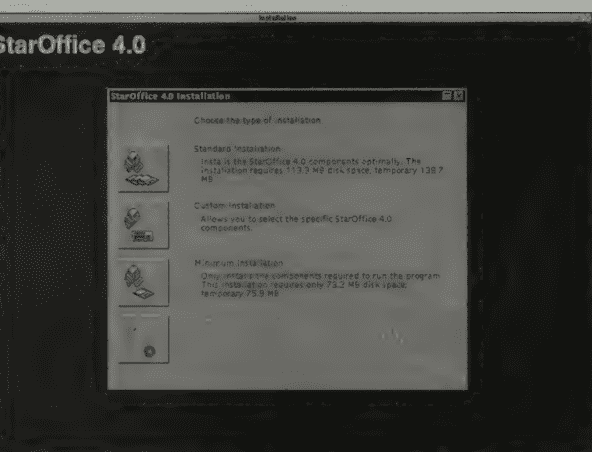 Installation
StarOffice 4.0
StarOffice 4.0 Installation
Choose the type of installation
Standard Installation
Installs the StarOffice 4.0 components optimally. The
installation requires 113.9 MB disk space, temporary 139.7
MB
Custom Installation
Allows you to select the specific StarOffice 4.0
components.
Minimum Installation
Only installs the components required to run the program
This installation requires only 73.2 MB disk space,
temporary 75.9 MB